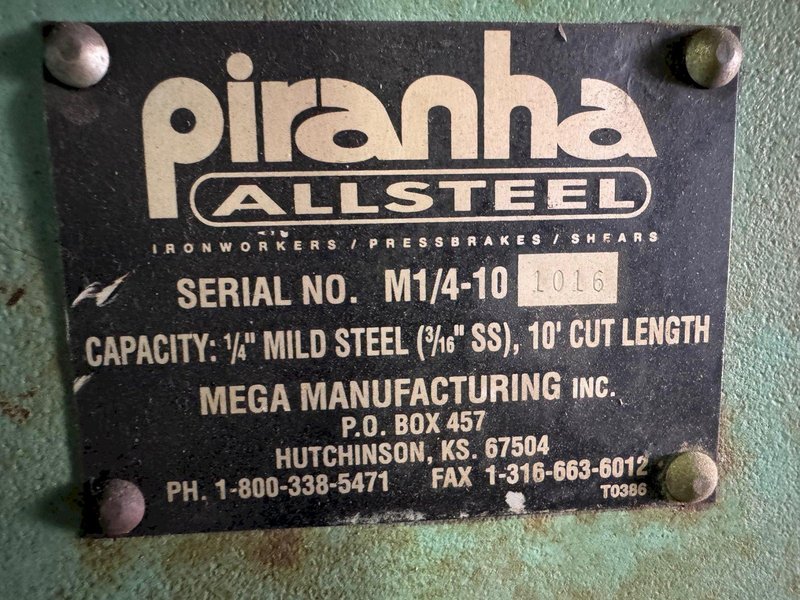 piranha
ALLSTEEL
IRONWORKERS / PRESSBRAKES / SHEARS
SERIAL NO. M1/4-10 1016
CAPACITY: 1/4" MILD STEEL (3/16" SS), 10' CUT LENGTH
MEGA MANUFACTURING INC.
P.O. BOX 457
HUTCHINSON, KS. 67504
PH. 1-800-338-5471 FAX 1-316-663-6012
T0386